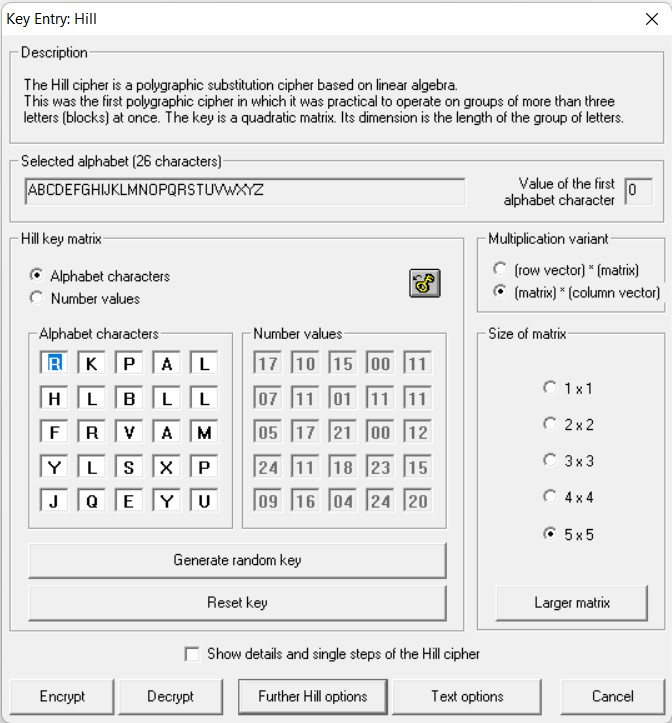 Key Entry: Hill
Description
The Hill cipher is a polygraphic substitution cipher based on linear algebra.
This was the first polygraphic cipher in which it was practical to operate on groups of more than three
letters (blocks) at once. The key is a quadratic matrix. Its dimension is the length of the group of letters.
Selected alphabet (26 characters)
ABCDEFGHIJKLMNOPQRSTUVWXYZ
Value of the first
alphabet character
0
Hill key matrix
Alphabet characters
Number values
Alphabet characters
R K P A L
H L B L L
F R V A M
Y L S X P
J Q E Y U
Number values
17 10 15 00 11
07 11 01 11 11
05 17 21 00 12
24 11 18 23 15
09 16 04 24 20
Generate random key
Reset key
Multiplication variant
(row vector) * (matrix)
(matrix) * (column vector)
Size of matrix
1 x 1
2 x 2
3 x 3
4 x 4
5 x 5
Larger matrix
Show details and single steps of the Hill cipher
Encrypt
Decrypt
Further Hill options
Text options
Cancel